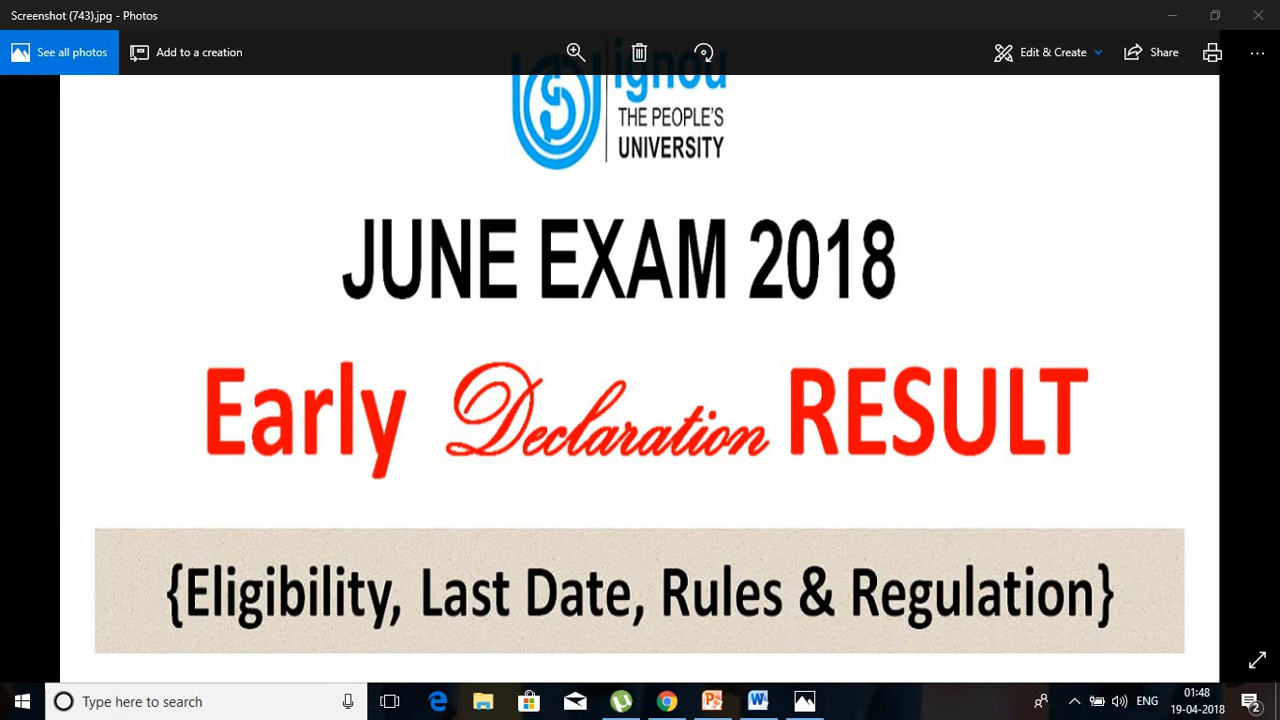 Screenshot (743).jpg - Photos
See all photos
Add to a creation
Edit & Create
Share
ignou
THE PEOPLE'S
UNIVERSITY
JUNE EXAM 2018
Early Declaration RESULT
{Eligibility, Last Date, Rules & Regulation}
Type here to search
ENG
01:48
19-04-2018
2